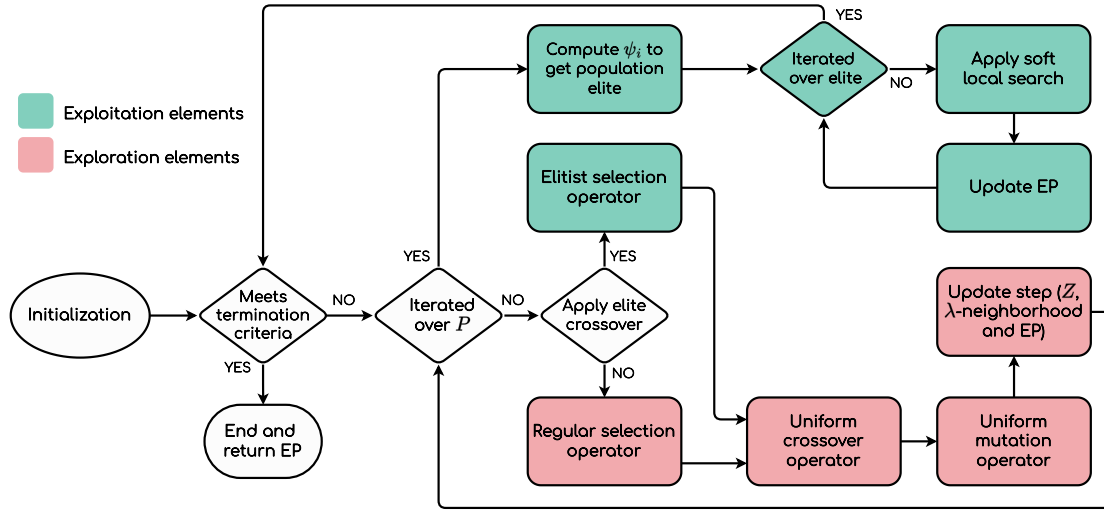 YES
Compute ψᵢ to
get population
elite
Iterated
over elite
NO
Apply soft
local search
Exploitation elements
Exploration elements
Elitist selection
operator
Update EP
YES
YES
Initialization
Meets
termination
criteria
NO
Iterated
over P
NO
Apply elite
crossover
Update step (Z,
λ-neighborhood
and EP)
YES
NO
End and
return EP
Regular selection
operator
Uniform
crossover
operator
Uniform
mutation
operator